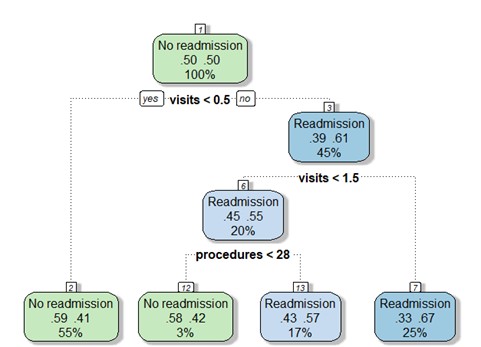 1
No readmission
.50 .50
100%
yes visits < 0.5 no
3
Readmission
.39 .61
45%
visits < 1.5
6
Readmission
.45 .55
20%
procedures < 28
2
No readmission
.59 .41
55%
12
No readmission
.58 .42
3%
13
Readmission
.43 .57
17%
7
Readmission
.33 .67
25%